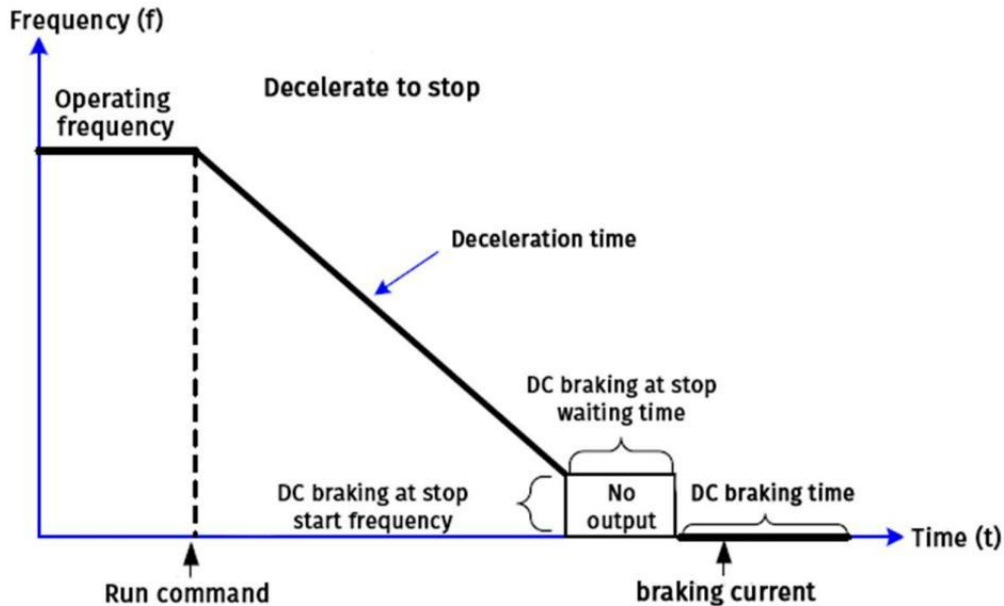 Frequency (f)
Decelerate to stop
Operating
frequency
Deceleration time
DC braking at stop
waiting time
DC braking at stop
start frequency
No
output
DC braking time
Time (t)
Run command
braking current